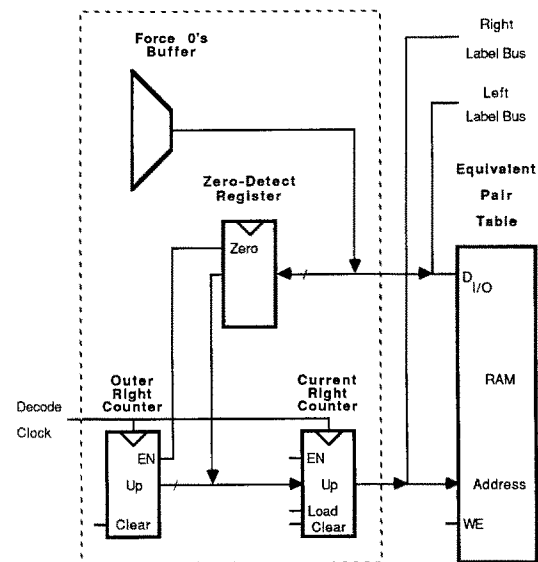 Force 0's
Buffer
Right
Label Bus
Left
Label Bus
Zero-Detect
Register
Equivalent
Pair
Table
Zero
D I/O
RAM
Outer
Right
Counter
Current
Right
Counter
Decode
Clock
EN
EN
Up
Up
Address
Load
Clear
Clear
WE